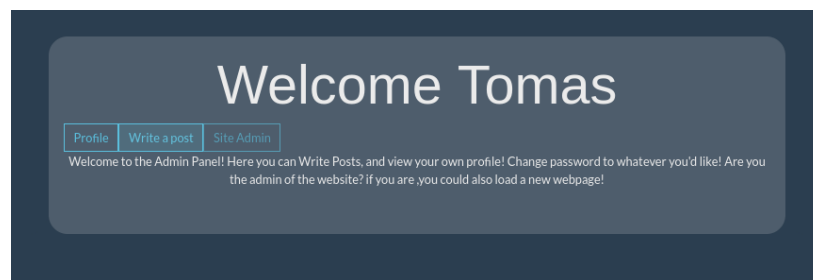 Welcome Tomas
Profile Write a post Site Admin
Welcome to the Admin Panel! Here you can Write Posts, and view your own profile! Change password to whatever you'd like! Are you
the admin of the website? if you are ,you could also load a new webpage!